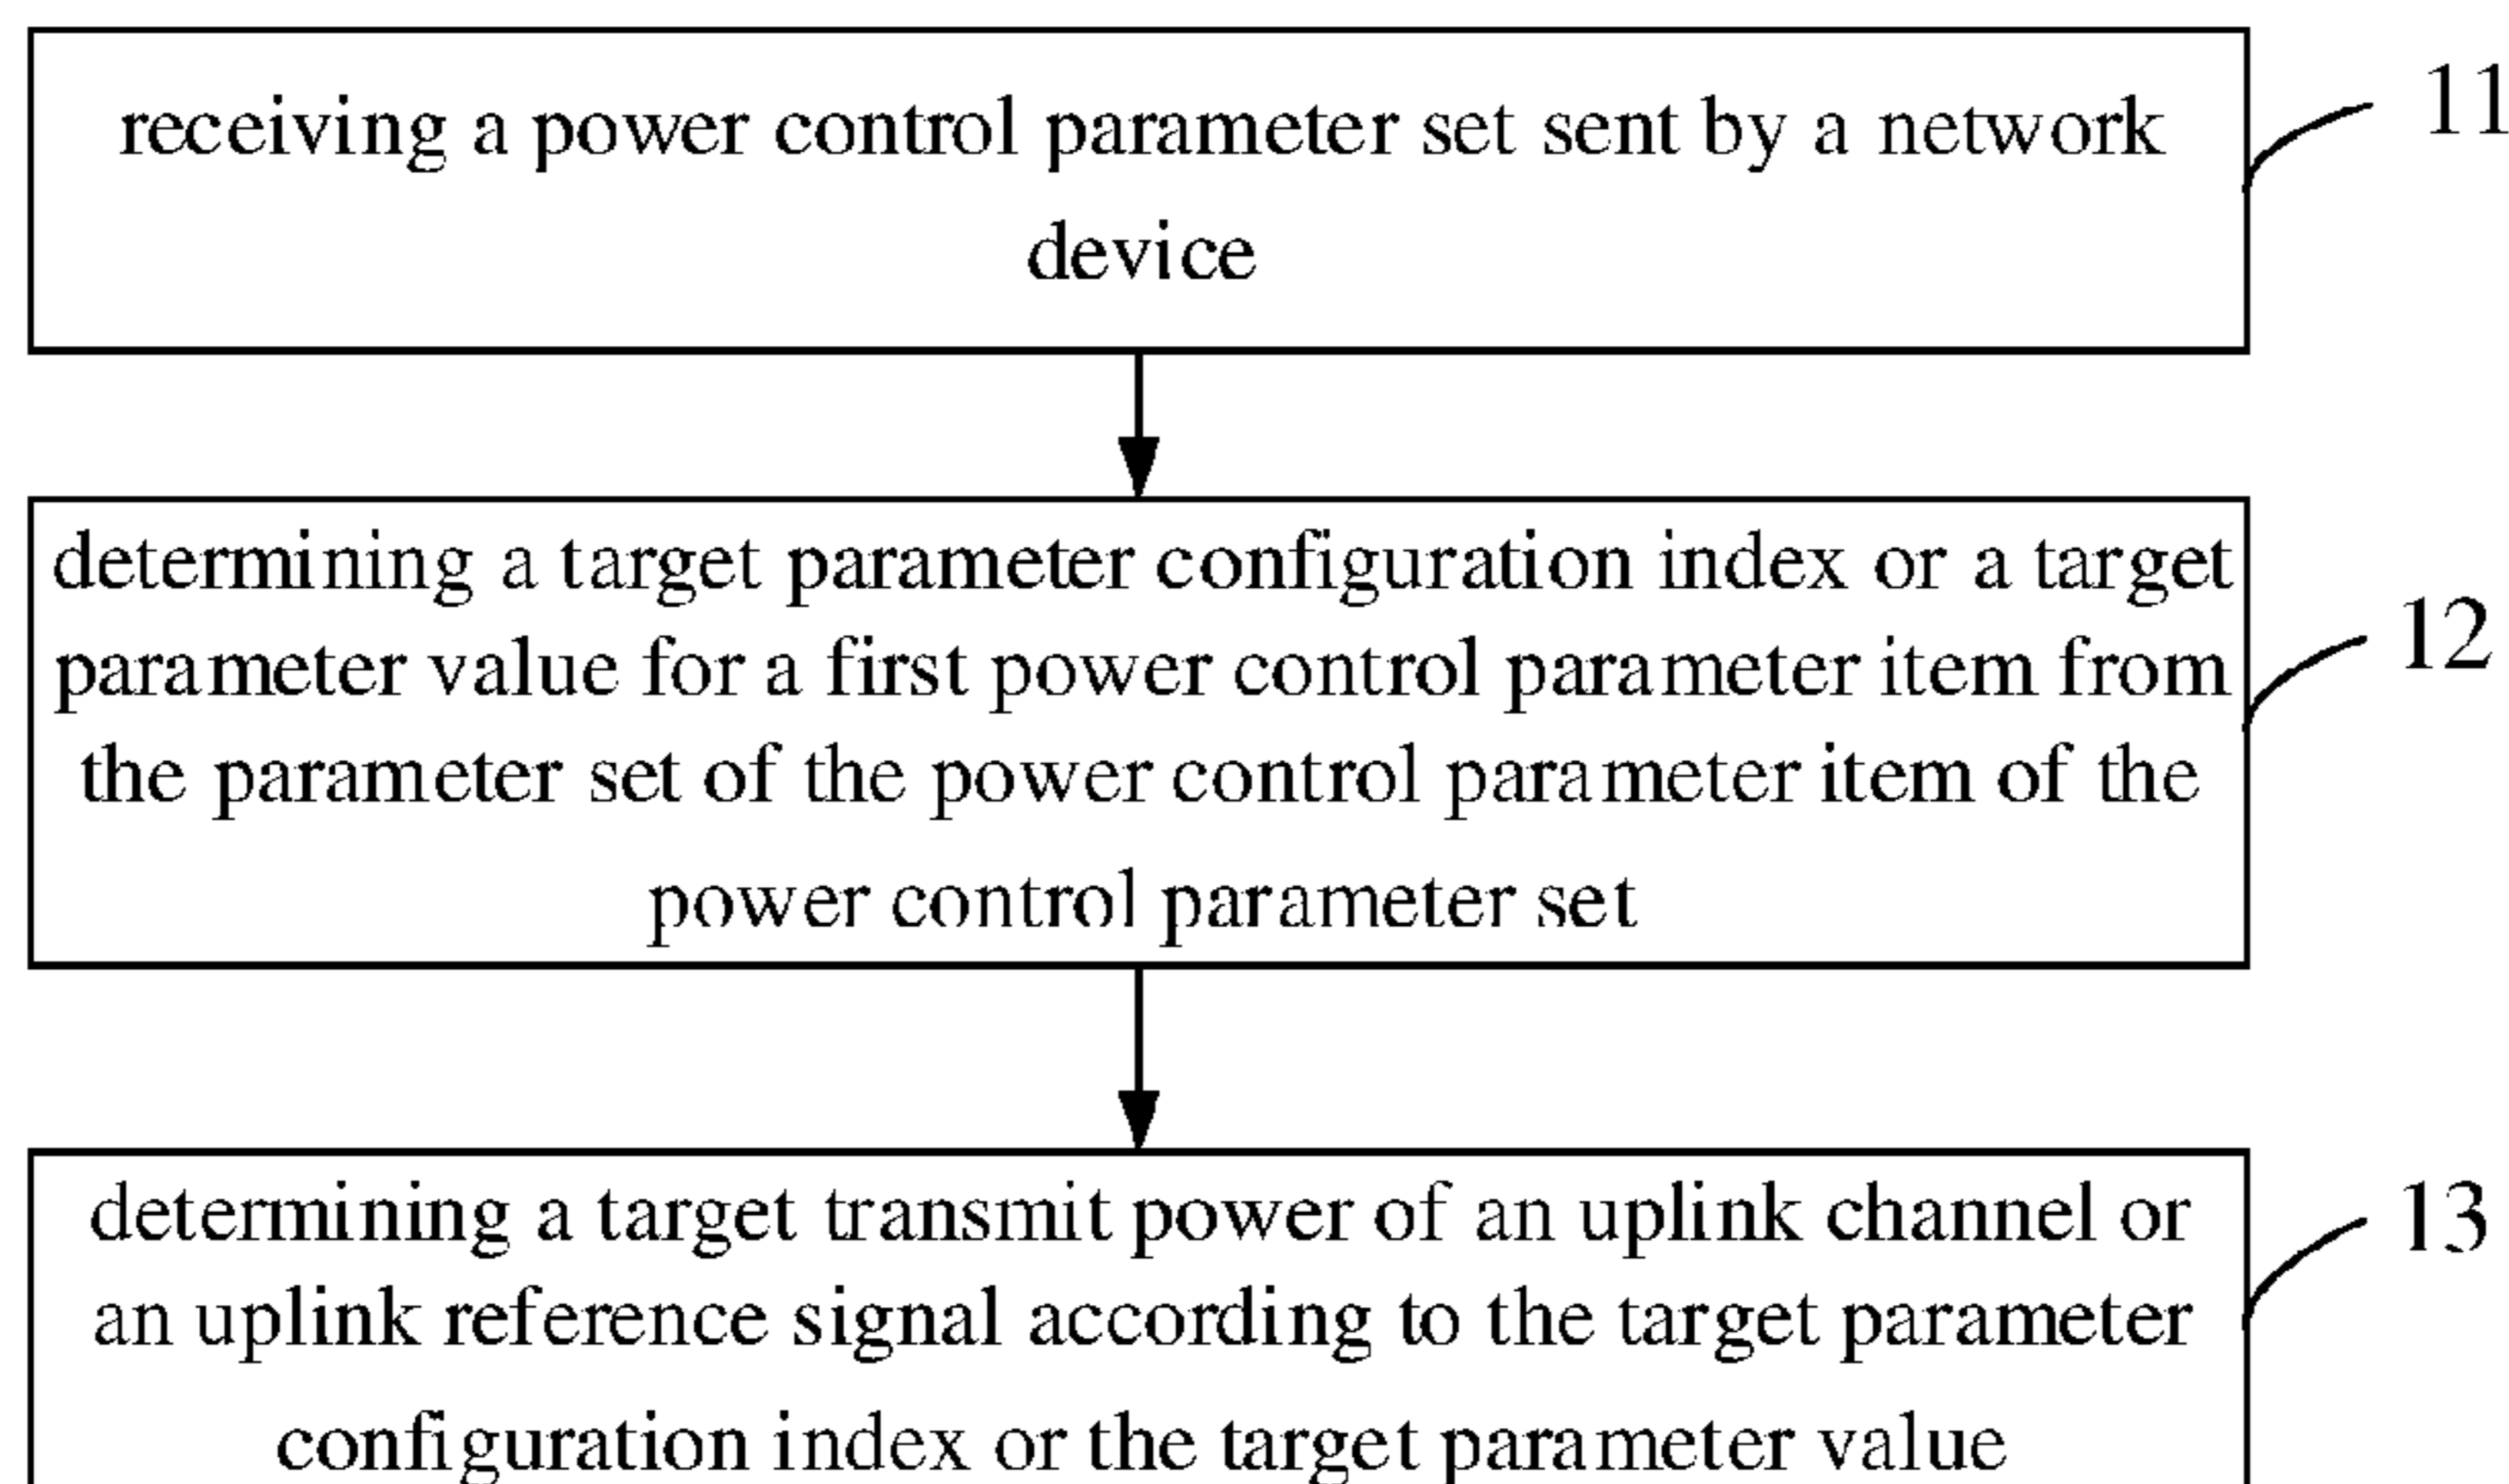 receiving a power control parameter set sent by a network
device
11
determining a target parameter configuration index or a target
parameter value for a first power control parameter item from
the parameter set of the power control parameter item of the
power control parameter set
12
determining a target transmit power of an uplink channel or
an uplink reference signal according to the target parameter
configuration index or the target parameter value
13